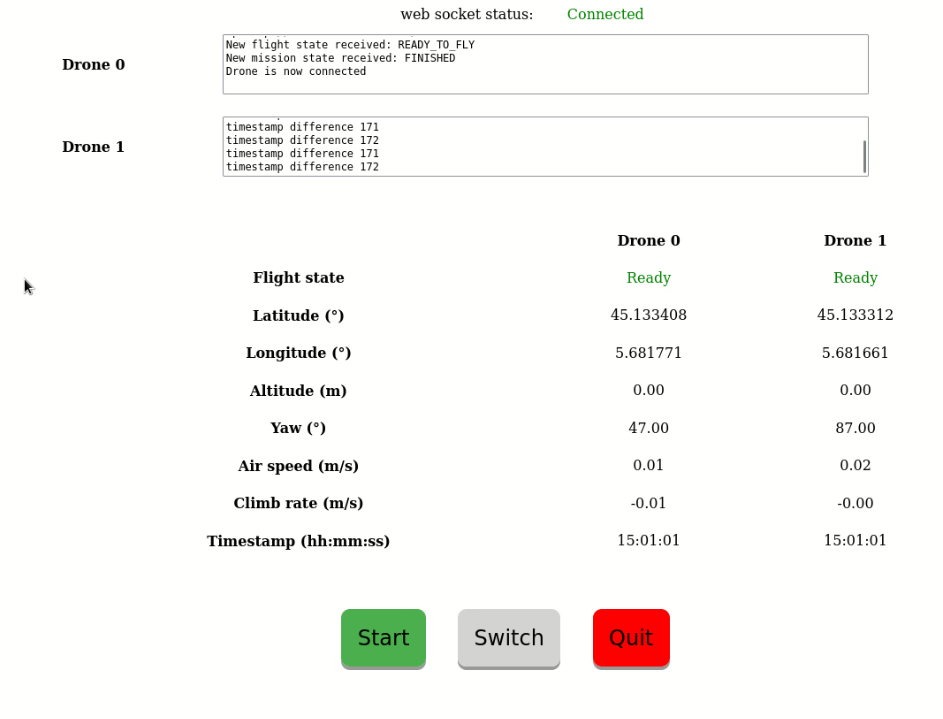 web socket status: Connected
Drone 0
New flight state received: READY_TO_FLY
New mission state received: FINISHED
Drone is now connected
Drone 1
timestamp difference 171
timestamp difference 172
timestamp difference 171
timestamp difference 172
Drone 0 Drone 1
Flight state Ready Ready
Latitude (°) 45.133408 45.133312
Longitude (°) 5.681771 5.681661
Altitude (m) 0.00 0.00
Yaw (°) 47.00 87.00
Air speed (m/s) 0.01 0.02
Climb rate (m/s) -0.01 -0.00
Timestamp (hh:mm:ss) 15:01:01 15:01:01
Start Switch Quit